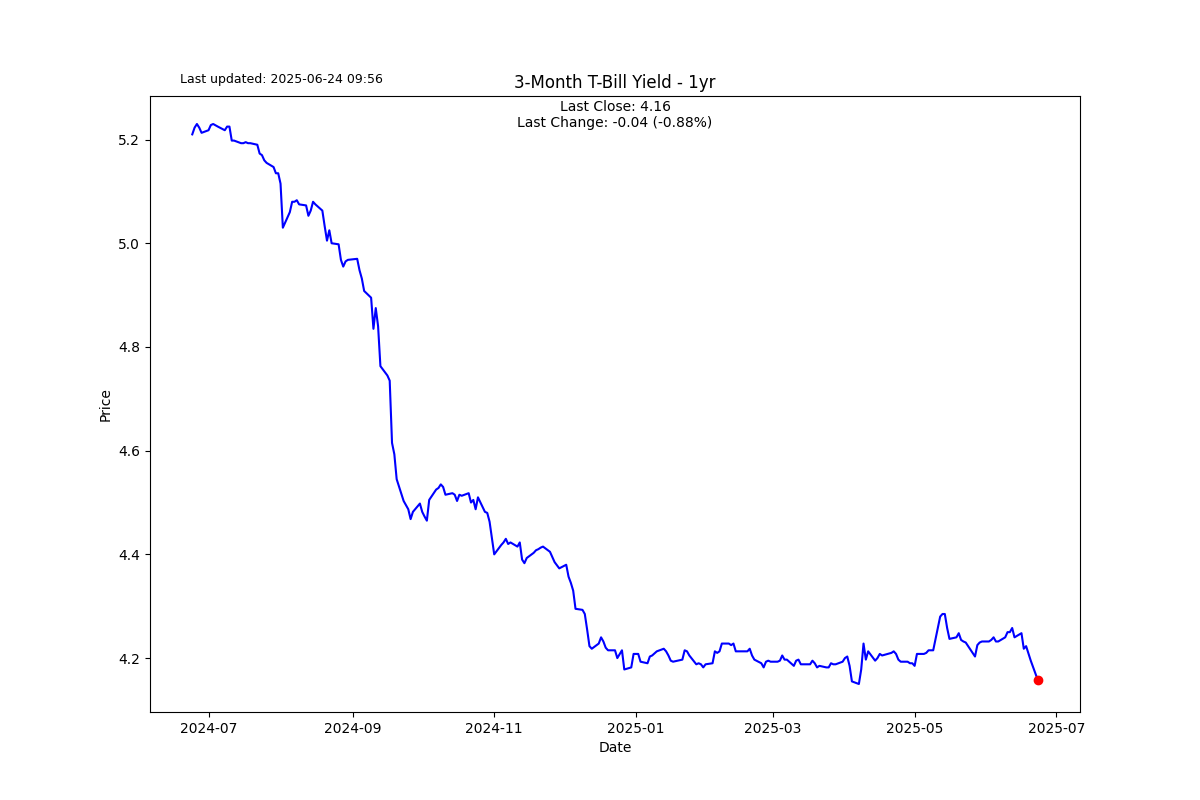 Last updated: 2025-06-24 09:56
3-Month T-Bill Yield - 1yr
Last Close: 4.16
Last Change: -0.04 (-0.88%)
Price
5.2
5.0
4.8
4.6
4.4
4.2
2024-07
2024-09
2024-11
2025-01
2025-03
2025-05
2025-07
Date